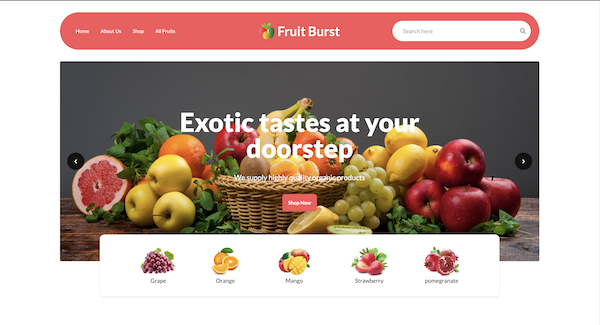 Home
About Us
Shop
All Fruits
Fruit Burst
Search here
Exotic tastes at your
doorstep
We supply highly quality organic products
Shop Now
Grape
Orange
Mango
Strawberry
pomegranate